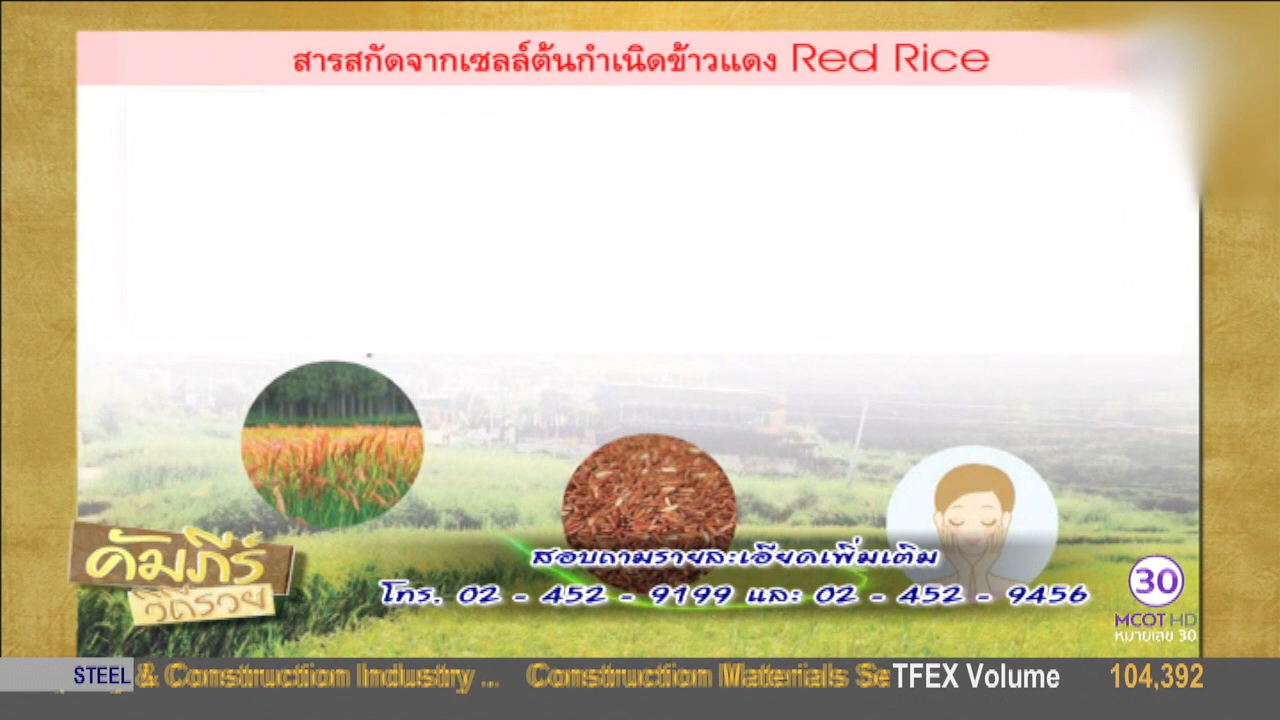 สารสกัดจากเซลล์ต้นกำเนิดข้าวแดง Red Rice
คัมภีร์
วิถีรวย
สอบถามรายละเอียดเพิ่มเติม
โทร. 02 - 452 - 9199 และ 02 - 452 - 9456
30
MCOT HD
หมายเลข 30
STEEL & Construction Industry ... Construction Materials Se TFEX Volume 104,392